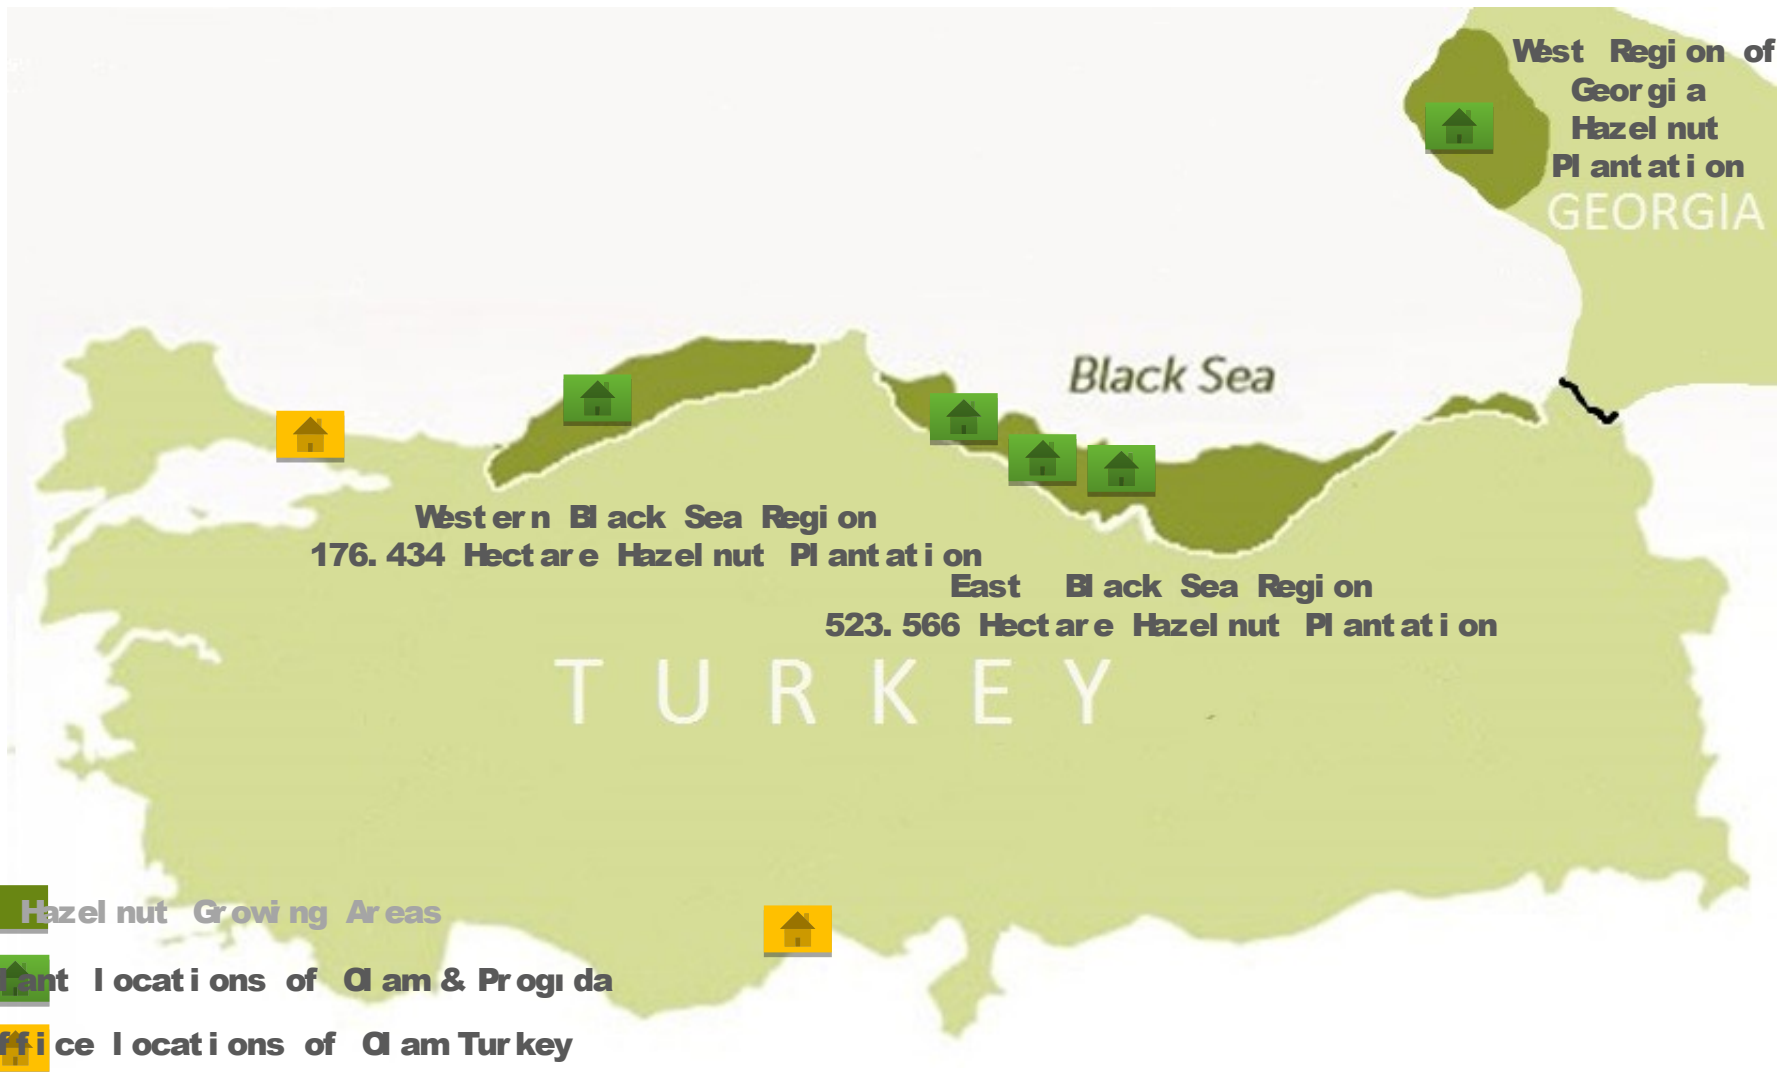 West Region of
Georgia
Hazelnut
Plantation
GEORGIA
Black Sea
Western Black Sea Region
176.434 Hectare Hazelnut Plantation
East Black Sea Region
523.566 Hectare Hazelnut Plantation
TURKEY
Hazelnut Growing Areas
lant locations of Olam & Progıda
ffice locations of Olam Turkey